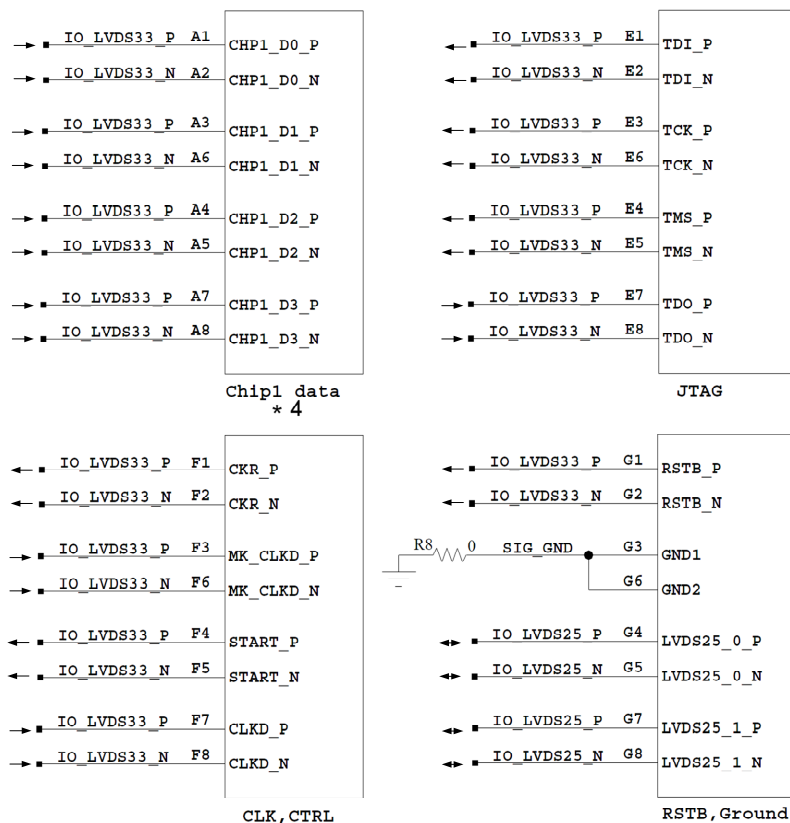 IO_LVDS33_P A1 CHP1_D0_P
IO_LVDS33_N A2 CHP1_D0_N
IO_LVDS33_P A3 CHP1_D1_P
IO_LVDS33_N A6 CHP1_D1_N
IO_LVDS33_P A4 CHP1_D2_P
IO_LVDS33_N A5 CHP1_D2_N
IO_LVDS33_P A7 CHP1_D3_P
IO_LVDS33_N A8 CHP1_D3_N
Chip1 data
* 4
IO_LVDS33_P E1 TDI_P
IO_LVDS33_N E2 TDI_N
IO_LVDS33_P E3 TCK_P
IO_LVDS33_N E6 TCK_N
IO_LVDS33_P E4 TMS_P
IO_LVDS33_N E5 TMS_N
IO_LVDS33_P E7 TDO_P
IO_LVDS33_N E8 TDO_N
JTAG
IO_LVDS33_P F1 CKR_P
IO_LVDS33_N F2 CKR_N
IO_LVDS33_P F3 MK_CLKD_P
IO_LVDS33_N F6 MK_CLKD_N
IO_LVDS33_P F4 START_P
IO_LVDS33_N F5 START_N
IO_LVDS33_P F7 CLKD_P
IO_LVDS33_N F8 CLKD_N
CLK,CTRL
IO_LVDS33_P G1 RSTB_P
IO_LVDS33_N G2 RSTB_N
R8 0 SIG_GND G3 GND1
G6 GND2
IO_LVDS25_P G4 LVDS25_0_P
IO_LVDS25_N G5 LVDS25_0_N
IO_LVDS25_P G7 LVDS25_1_P
IO_LVDS25_N G8 LVDS25_1_N
RSTB,Ground